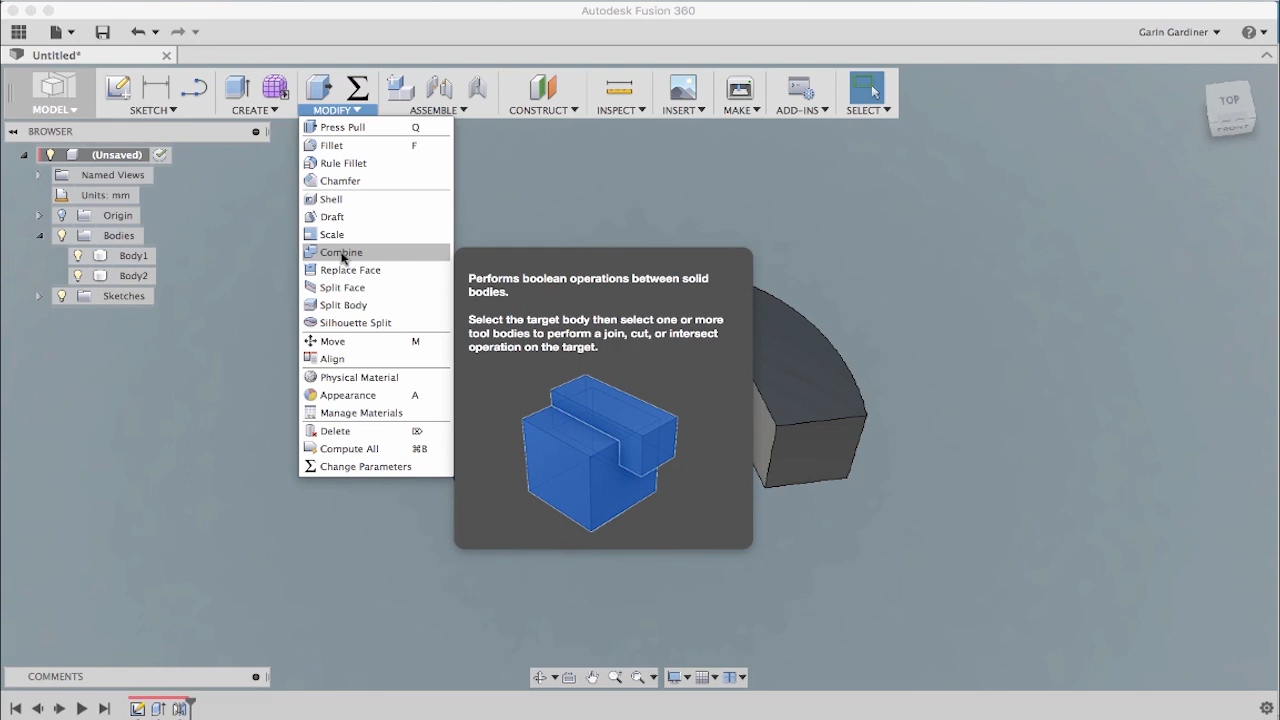 Autodesk Fusion 360
Garin Gardiner
Untitled*
MODEL
SKETCH
CREATE
MODIFY
ASSEMBLE
CONSTRUCT
INSPECT
INSERT
MAKE
ADD-INS
SELECT
TOP
FRONT
BROWSER
(Unsaved)
Named Views
Units: mm
Origin
Bodies
Body1
Body2
Sketches
Press Pull Q
Fillet F
Rule Fillet
Chamfer
Shell
Draft
Scale
Combine
Replace Face
Split Face
Split Body
Silhouette Split
Move M
Align
Physical Material
Appearance A
Manage Materials
Delete ⌦
Compute All ⌘B
Change Parameters
Performs boolean operations between solid
bodies.
Select the target body then select one or more
tool bodies to perform a join, cut, or intersect
operation on the target.
COMMENTS